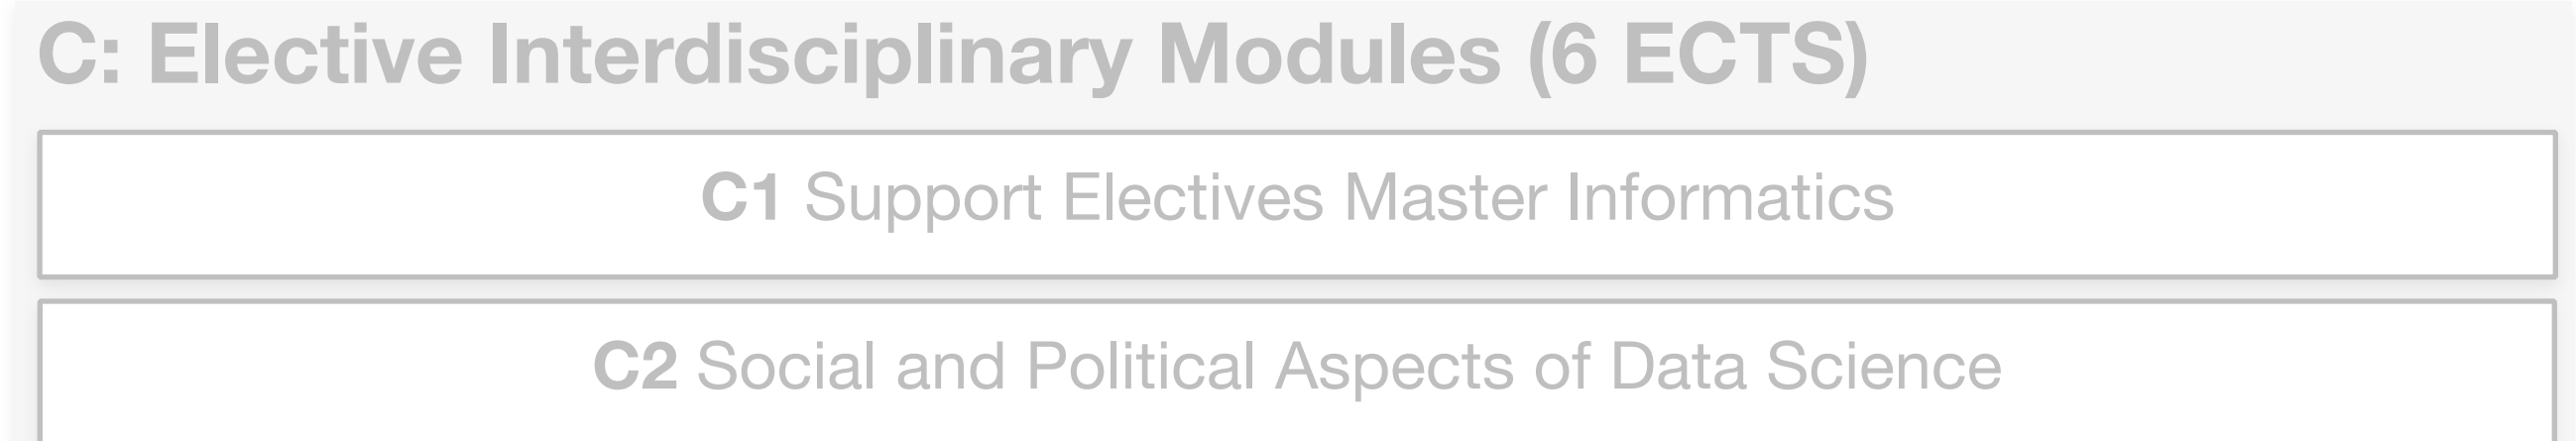 C: Elective Interdisciplinary Modules (6 ECTS)
C1 Support Electives Master Informatics
C2 Social and Political Aspects of Data Science